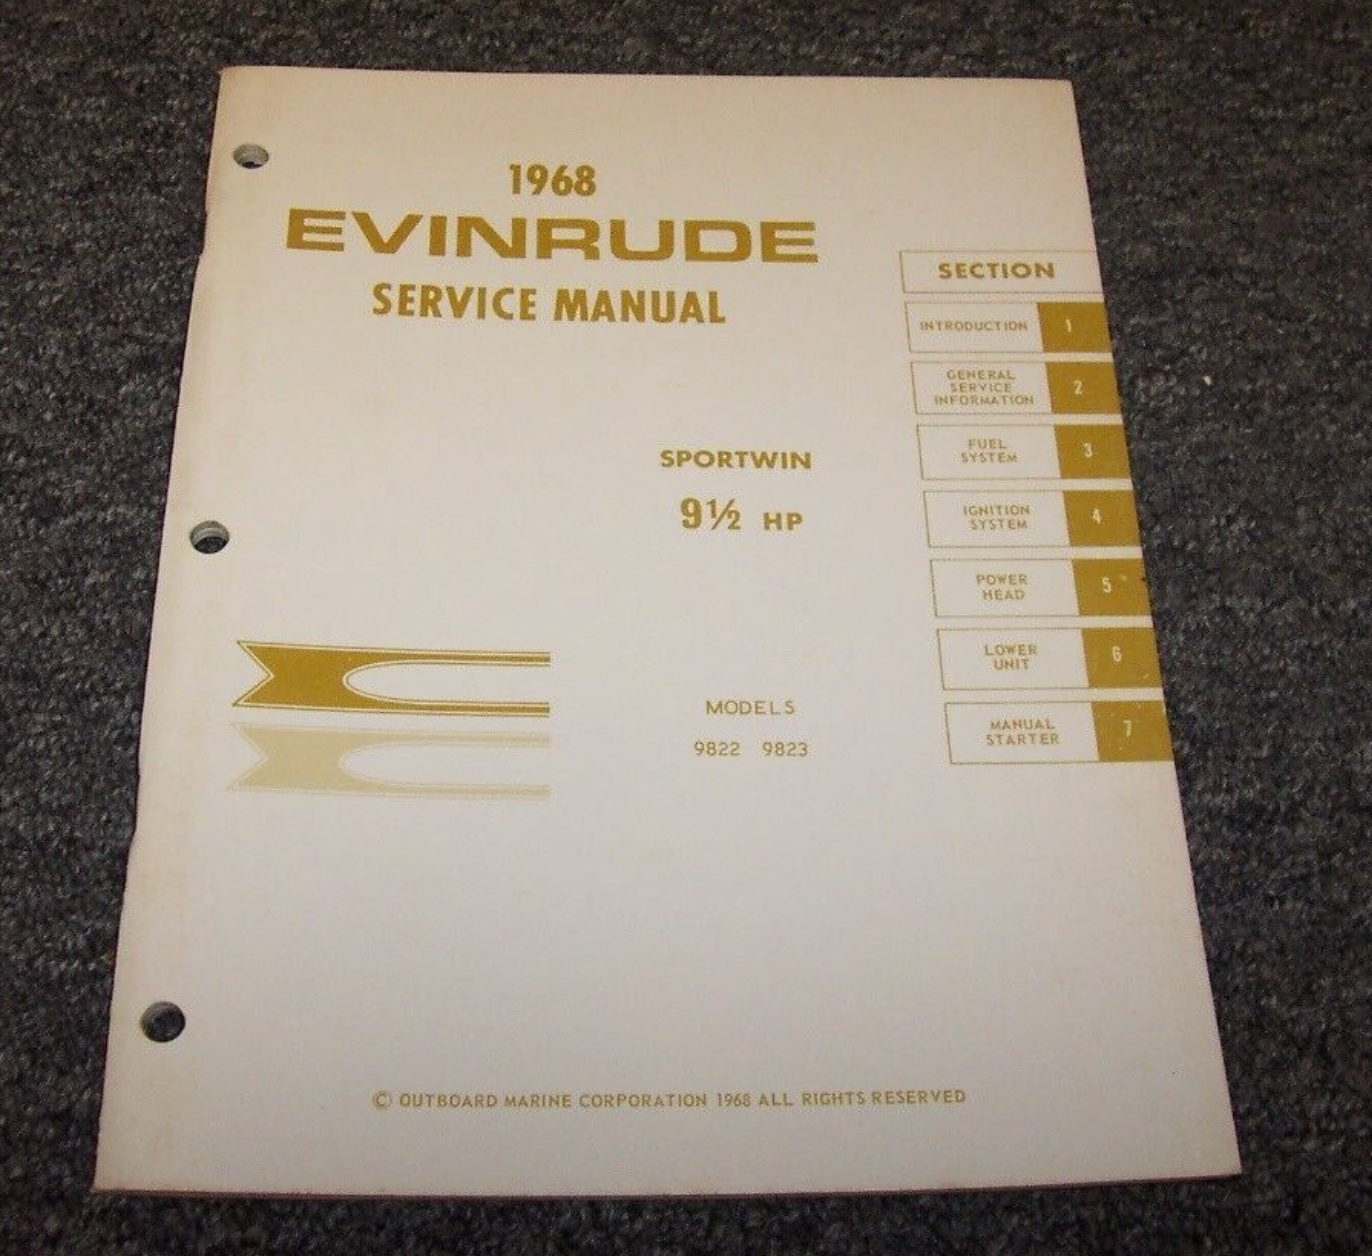 1968
EVINRUDE
SERVICE MANUAL
SECTION
INTRODUCTION 1
GENERAL
SERVICE 2
INFORMATION
FUEL 3
SYSTEM
IGNITION 4
SYSTEM
POWER 5
HEAD
LOWER 6
UNIT
MANUAL 7
STARTER
SPORTWIN
9½ HP
MODELS
9822 9823
© OUTBOARD MARINE CORPORATION 1968 ALL RIGHTS RESERVED